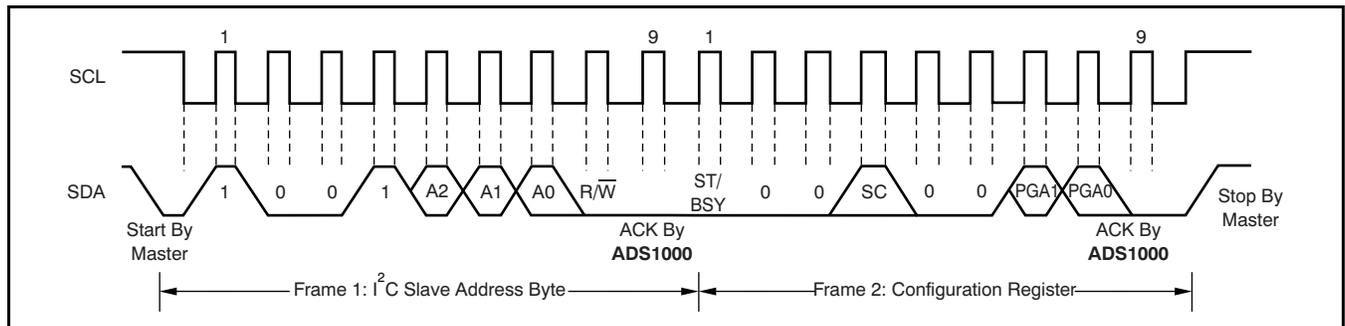 1 9 1 9
SCL
SDA 1 0 0 1 A2 A1 A0 R/W̅ ST/ BSY 0 0 SC 0 0 PGA1 PGA0
Start By
Master
ACK By
ADS1000
ACK By
ADS1000
Stop By
Master
Frame 1: I²C Slave Address Byte
Frame 2: Configuration Register